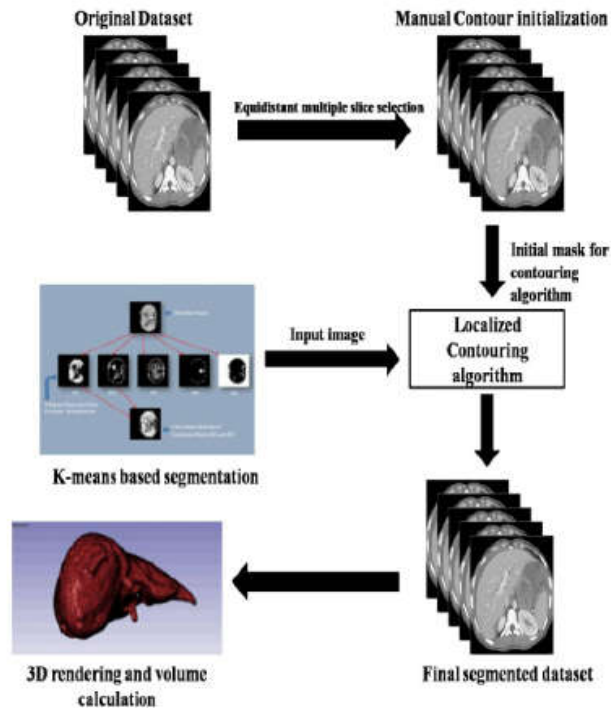 Original Dataset
Manual Contour initialization
Equidistant multiple slice selection
Initial mask for
contouring
algorithm
Input image
Localized
Contouring
algorithm
K-means based segmentation
3D rendering and volume
calculation
Final segmented dataset